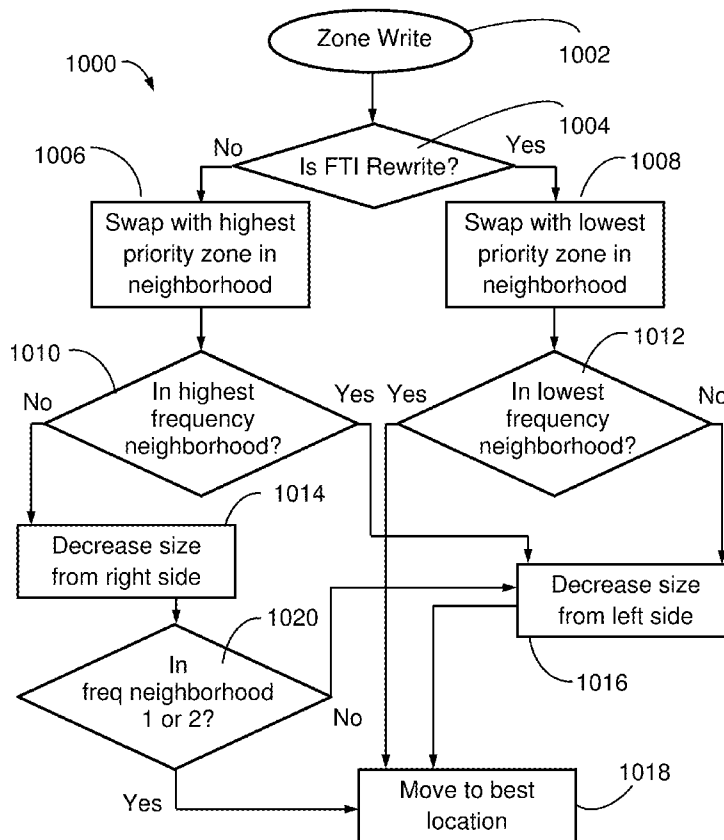 Zone Write
1002
1000
1004
No
Yes
Is FTI Rewrite?
1006
1008
Swap with highest
priority zone in
neighborhood
Swap with lowest
priority zone in
neighborhood
1010
1012
No
In highest
frequency
neighborhood?
Yes
Yes
In lowest
frequency
neighborhood?
No
1014
Decrease size
from right side
Decrease size
from left side
1016
1020
In
freq neighborhood
1 or 2?
No
Yes
Move to best
location
1018